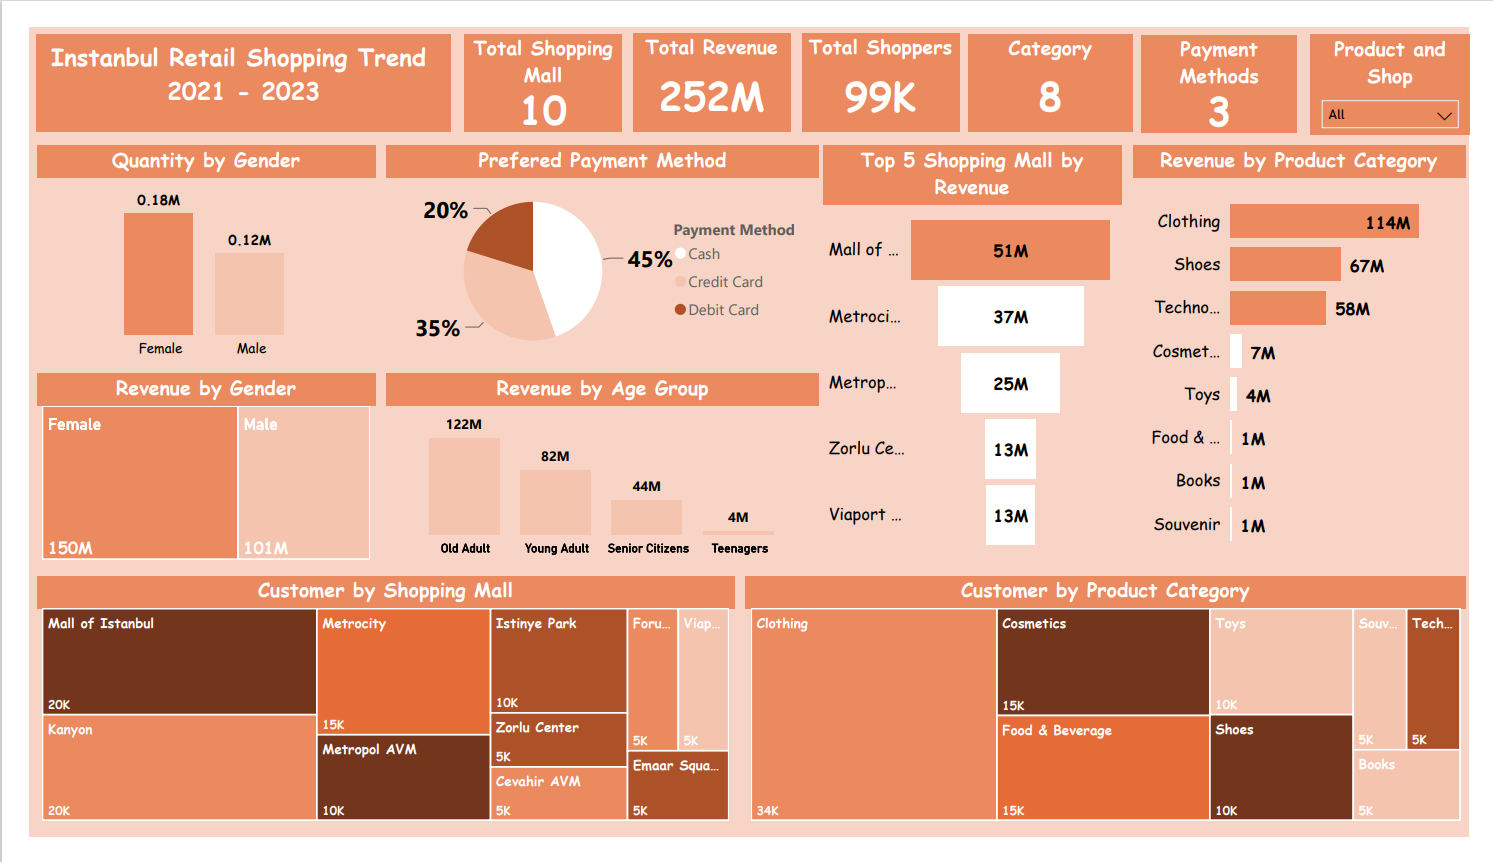 Instanbul Retail Shopping Trend
2021 - 2023
Total Shopping
Mall
10
Total Revenue
252M
Total Shoppers
99K
Category
8
Payment
Methods
3
Product and
Shop
All
Quantity by Gender
0.18M
0.12M
Female
Male
Prefered Payment Method
20%
45%
35%
Payment Method
Cash
Credit Card
Debit Card
Top 5 Shopping Mall by
Revenue
Mall of ...
51M
Metroci...
37M
Metrop...
25M
Zorlu Ce...
13M
Viaport ...
13M
Revenue by Product Category
Clothing
114M
Shoes
67M
Techno...
58M
Cosmet...
7M
Toys
4M
Food & ...
1M
Books
1M
Souvenir
1M
Revenue by Gender
Female
150M
Male
101M
Revenue by Age Group
122M
82M
44M
4M
Old Adult
Young Adult
Senior Citizens
Teenagers
Customer by Shopping Mall
Mall of Istanbul
20K
Kanyon
20K
Metrocity
15K
Metropol AVM
10K
Istinye Park
10K
Zorlu Center
5K
Cevahir AVM
5K
Foru...
5K
Viap...
5K
Emaar Squa...
5K
Customer by Product Category
Clothing
34K
Cosmetics
15K
Food & Beverage
15K
Toys
10K
Shoes
10K
Souv...
5K
Tech...
5K
Books
5K